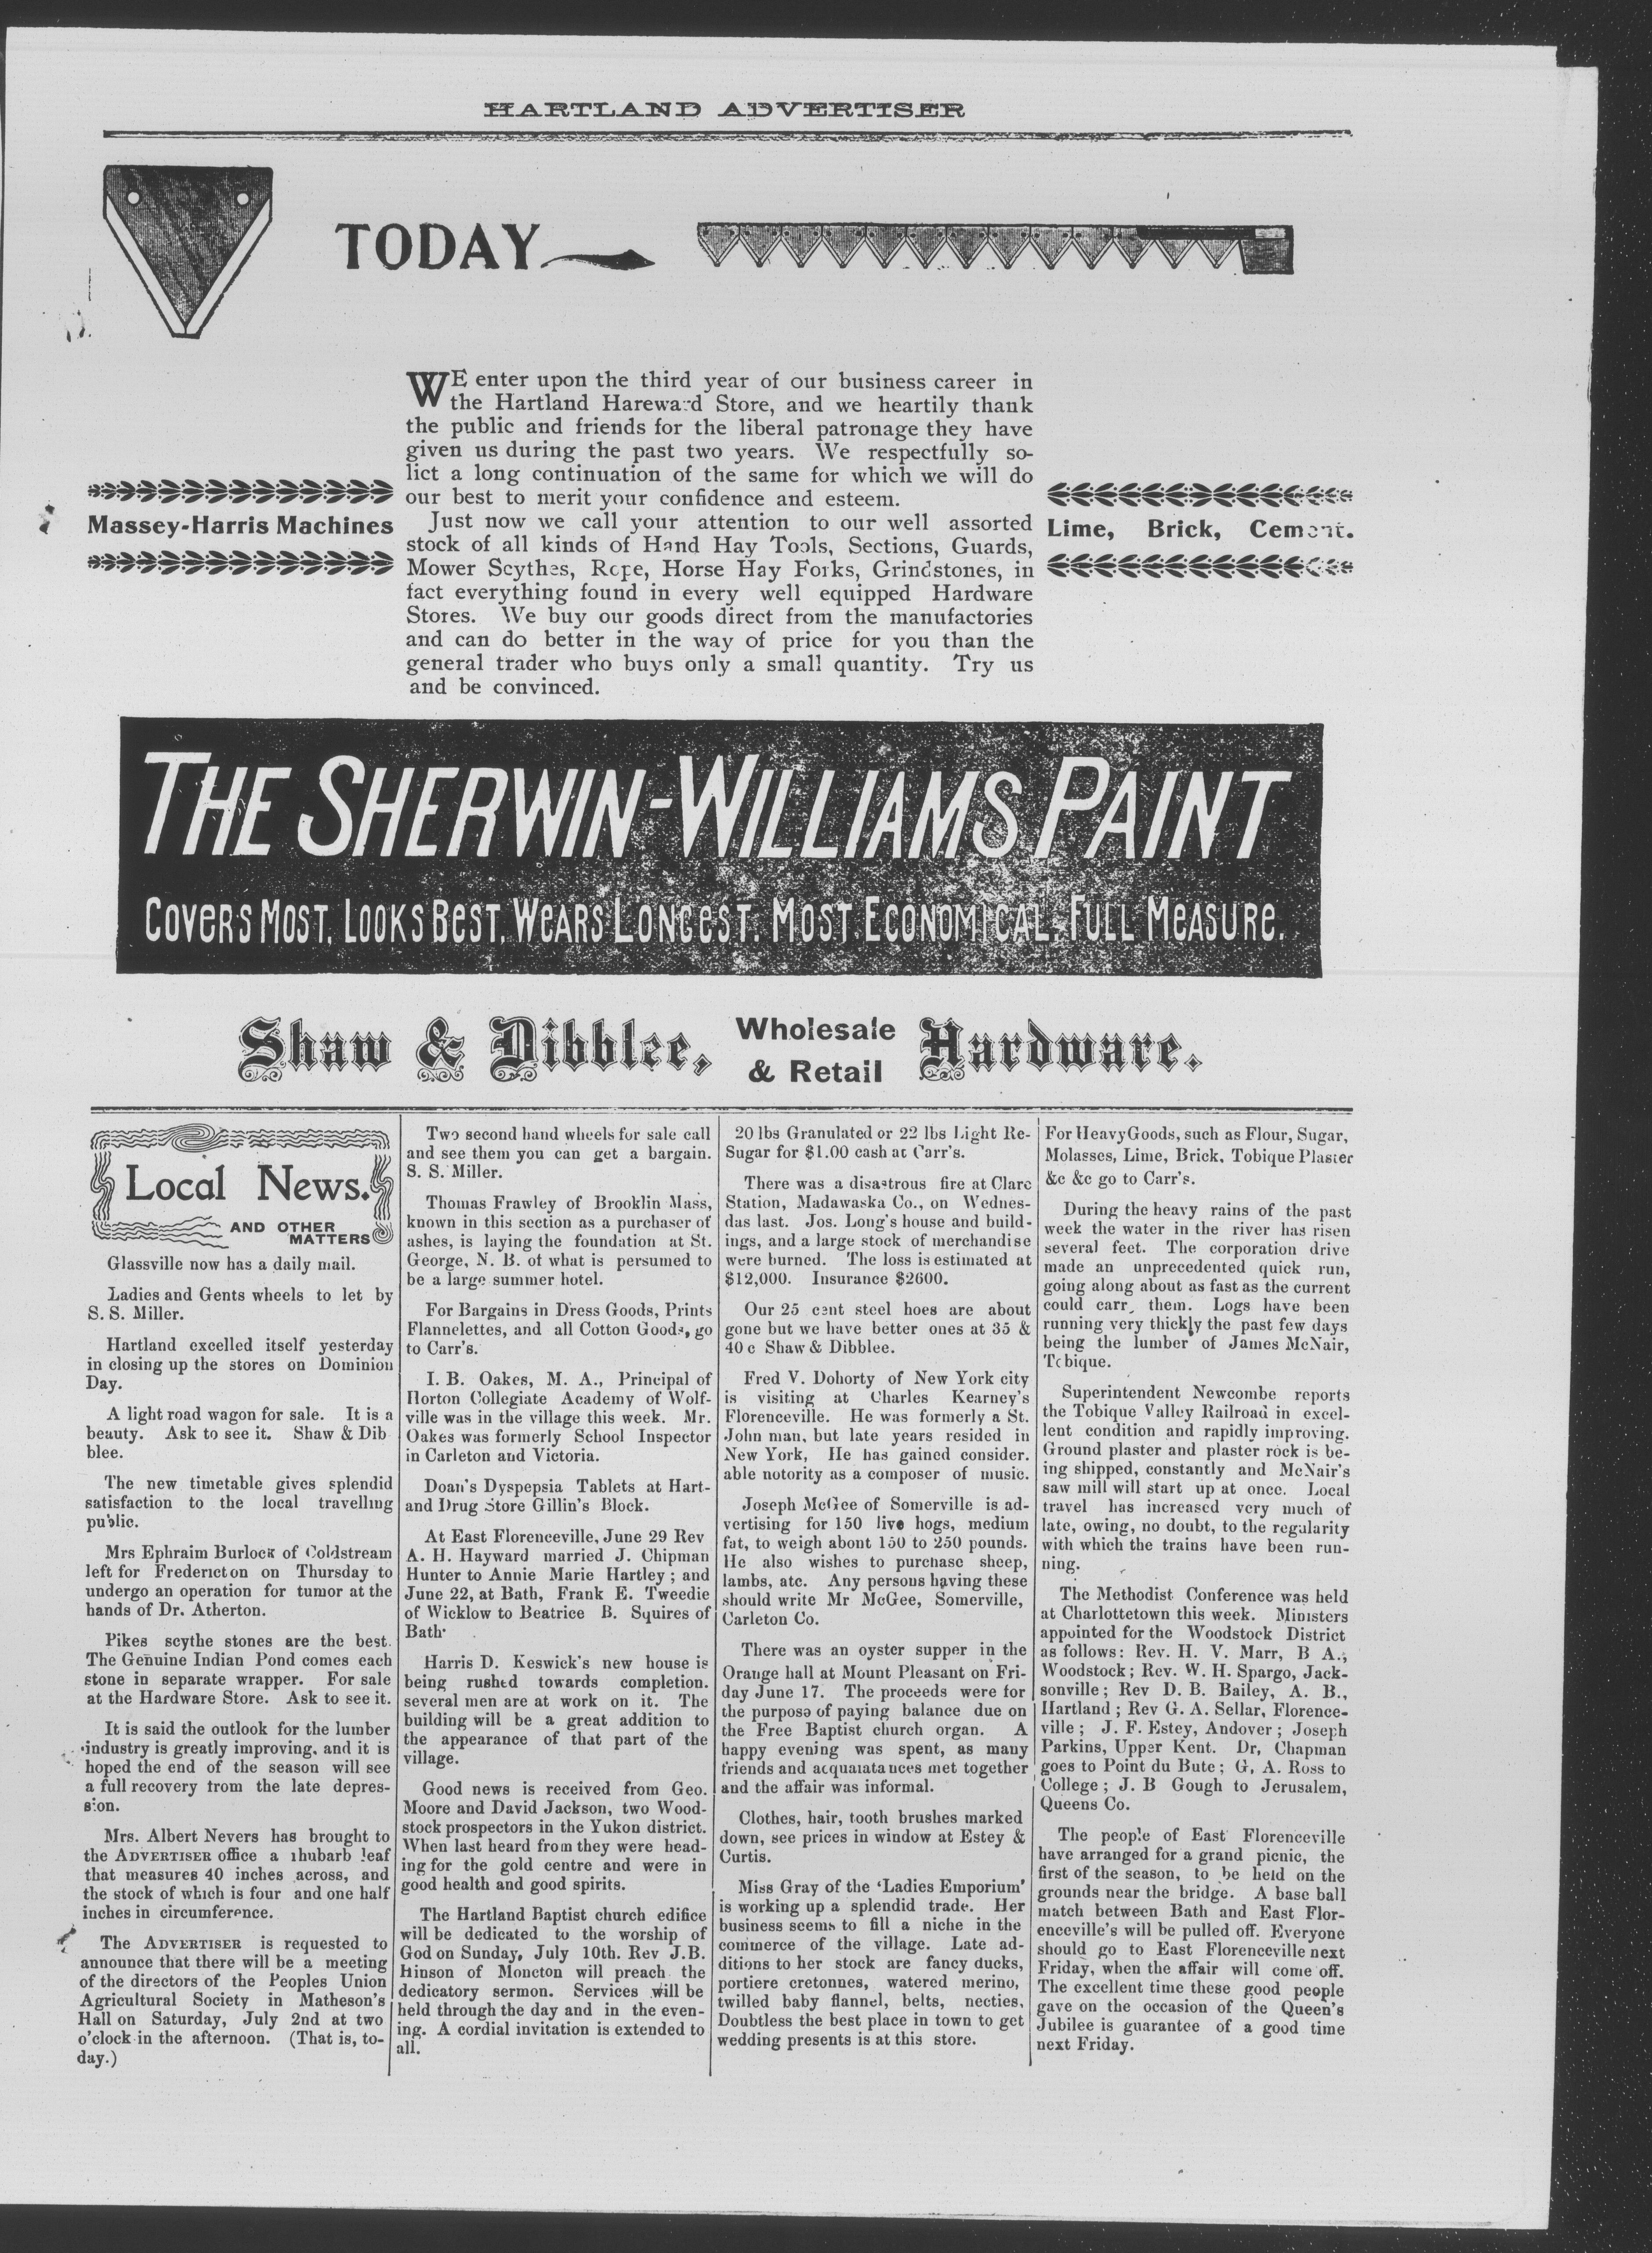 HARTLAND ADVERTISER
TODAY
WE enter upon the third year of our business career in
the Hartland Hareward Store, and we heartily thank
the public and friends for the liberal patronage they have
given us during the past two years. We respectfully so-
lict a long continuation of the same for which we will do
our best to merit your confidence and esteem.
Just now we call your attention to our well assorted
stock of all kinds of Hand Hay Tools, Sections, Guards,
Mower Scythes, Rope, Horse Hay Forks, Grindstones, in
fact everything found in every well equipped Hardware
Stores. We buy our goods direct from the manufactories
and can do better in the way of price for you than the
general trader who buys only a small quantity. Try us
and be convinced.
Massey-Harris Machines
Lime, Brick, Cement.
THE SHERWIN-WILLIAMS PAINT
COVERS MOST, LOOKS BEST, WEARS LONGEST, MOST ECONOMICAL, FULL MEASURE.
Shaw & Dibblee, Wholesale & Retail Hardware.
Local News.
AND OTHER
MATTERS
Glassville now has a daily mail.
Ladies and Gents wheels to let by
S. S. Miller.
Hartland excelled itself yesterday
in closing up the stores on Dominion
Day.
A light road wagon for sale. It is a
beauty. Ask to see it. Shaw & Dib
blee.
The new timetable gives splendid
satisfaction to the local travelling
public.
Mrs Ephraim Burlock of Coldstream
left for Fredericton on Thursday to
undergo an operation for tumor at the
hands of Dr. Atherton.
Pikes scythe stones are the best.
The Genuine Indian Pond comes each
stone in separate wrapper. For sale
at the Hardware Store. Ask to see it.
It is said the outlook for the lumber
industry is greatly improving, and it is
hoped the end of the season will see
a full recovery from the late depres-
sion.
Mrs. Albert Nevers has brought to
the ADVERTISER office a rhubarb leaf
that measures 40 inches across, and
the stock of which is four and one half
inches in circumference.
The ADVERTISER is requested to
announce that there will be a meeting
of the directors of the Peoples Union
Agricultural Society in Matheson's
Hall on Saturday, July 2nd at two
o'clock in the afternoon. (That is, to-
day.)
Two second hand wheels for sale call
and see them you can get a bargain.
S. S. Miller.
Thomas Frawley of Brooklin Mass,
known in this section as a purchaser of
ashes, is laying the foundation at St.
George, N. B. of what is persumed to
be a large summer hotel.
For Bargains in Dress Goods, Prints
Flannelettes, and all Cotton Goods, go
to Carr's.
I. B. Oakes, M. A., Principal of
Horton Collegiate Academy of Wolf-
ville was in the village this week. Mr.
Oakes was formerly School Inspector
in Carleton and Victoria.
Doan's Dyspepsia Tablets at Hart-
and Drug Store Gillin's Block.
At East Florenceville, June 29 Rev
A. H. Hayward married J. Chipman
Hunter to Annie Marie Hartley; and
June 22, at Bath, Frank E. Tweedie
of Wicklow to Beatrice B. Squires of
Bath.
Harris D. Keswick's new house is
being rushed towards completion.
several men are at work on it. The
building will be a great addition to
the appearance of that part of the
village.
Good news is received from Geo.
Moore and David Jackson, two Wood-
stock prospectors in the Yukon district.
When last heard from they were head-
ing for the gold centre and were in
good health and good spirits.
The Hartland Baptist church edifice
will be dedicated to the worship of
God on Sunday, July 10th. Rev J.B.
Hinson of Moncton will preach the
dedicatory sermon. Services will be
held through the day and in the even-
ing. A cordial invitation is extended to
all.
20 lbs Granulated or 22 lbs Light Re-
Sugar for $1.00 cash at Carr's.
There was a disastrous fire at Clare
Station, Madawaska Co., on Wednes-
das last. Jos. Long's house and build-
ings, and a large stock of merchandise
were burned. The loss is estimated at
$12,000. Insurance $2600.
Our 25 cent steel hoes are about
gone but we have better ones at 35 &
40 c Shaw & Dibblee.
Fred V. Dohorty of New York city
is visiting at Charles Kearney's
Florenceville. He was formerly a St.
John man, but late years resided in
New York, He has gained consider.
able notority as a composer of music.
Joseph McGee of Somerville is ad-
vertising for 150 live hogs, medium
fat, to weigh about 150 to 250 pounds.
He also wishes to purchase sheep,
lambs, atc. Any persons having these
should write Mr McGee, Somerville,
Carleton Co.
There was an oyster supper in the
Orange hall at Mount Pleasant on Fri-
day June 17. The proceeds were for
the purpose of paying balance due on
the Free Baptist church organ. A
happy evening was spent, as many
friends and acquaiatances met together
and the affair was informal.
Clothes, hair, tooth brushes marked
down, see prices in window at Estey &
Curtis.
Miss Gray of the 'Ladies Emporium'
is working up a splendid trade. Her
business seems to fill a niche in the
commerce of the village. Late ad-
ditions to her stock are fancy ducks,
portiere cretonnes, watered merino,
twilled baby flannel, belts, necties,
Doubtless the best place in town to get
wedding presents is at this store.
For Heavy Goods, such as Flour, Sugar,
Molasses, Lime, Brick, Tobique Plaster
&c &c go to Carr's.
During the heavy rains of the past
week the water in the river has risen
several feet. The corporation drive
made an unprecedented quick run,
going along about as fast as the current
could carry them. Logs have been
running very thickly the past few days
being the lumber of James McNair,
Tobique.
Superintendent Newcombe reports
the Tobique Valley Railroad in excel-
lent condition and rapidly improving.
Ground plaster and plaster rock is be-
ing shipped, constantly and McNair's
saw mill will start up at once. Local
travel has increased very much of
late, owing, no doubt, to the regularity
with which the trains have been run-
ning.
The Methodist Conference was held
at Charlottetown this week. Ministers
appointed for the Woodstock District
as follows: Rev. H. V. Marr, B A.,
Woodstock; Rev. W. H. Spargo, Jack-
sonville; Rev D. B. Bailey, A. B.,
Hartland; Rev G. A. Sellar, Florence-
ville; J. F. Estey, Andover; Joseph
Parkins, Upper Kent. Dr, Chapman
goes to Point du Bute; G, A. Ross to
College; J. B Gough to Jerusalem,
Queens Co.
The people of East Florenceville
have arranged for a grand picnic, the
first of the season, to be held on the
grounds near the bridge. A base ball
match between Bath and East Flor-
enceville's will be pulled off. Everyone
should go to East Florenceville next
Friday, when the affair will come off.
The excellent time these good people
gave on the occasion of the Queen's
Jubilee is guarantee of a good time
next Friday.